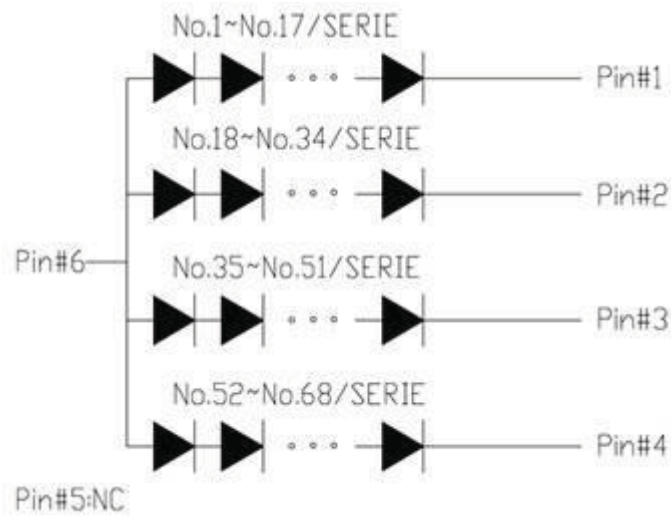 No.1~No.17/SERIE
Pin#1
No.18~No.34/SERIE
Pin#2
Pin#6
No.35~No.51/SERIE
Pin#3
No.52~No.68/SERIE
Pin#4
Pin#5:NC